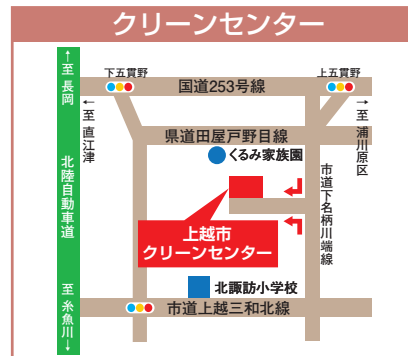 クリーンセンター
下五貫野
上五貫野
国道253号線
←至 長岡
←至 直江津
→至 浦川原区
県道田屋戸野目線
くるみ家族園
北陸自動車道
市道下名柄川端線
上越市
クリーンセンター
北諏訪小学校
至 糸魚川→
市道上越三和北線